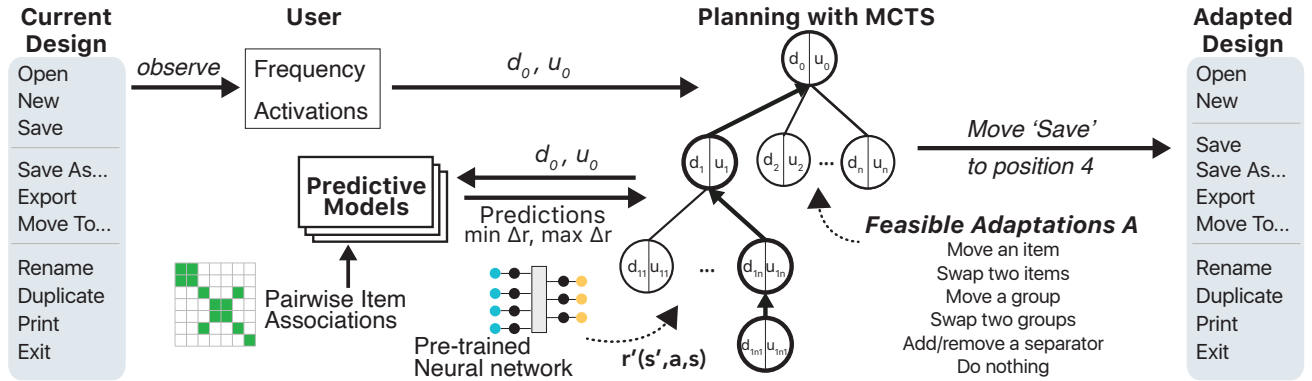 Current
Design
Open
New
Save
Save As...
Export
Move To...
Rename
Duplicate
Print
Exit
observe
User
Frequency
Activations
d0, u0
Predictive
Models
d0, u0
Predictions
min Δr, max Δr
Pairwise Item
Associations
Pre-trained
Neural network
r'(s',a,s)
Planning with MCTS
d0 u0
d1 u1
d2 u2
...
dn un
d11 u11
...
d1n u1n
d1n1 u1n1
Move 'Save'
to position 4
Feasible Adaptations A
Move an item
Swap two items
Move a group
Swap two groups
Add/remove a separator
Do nothing
Adapted
Design
Open
New
Save
Save As...
Export
Move To...
Rename
Duplicate
Print
Exit